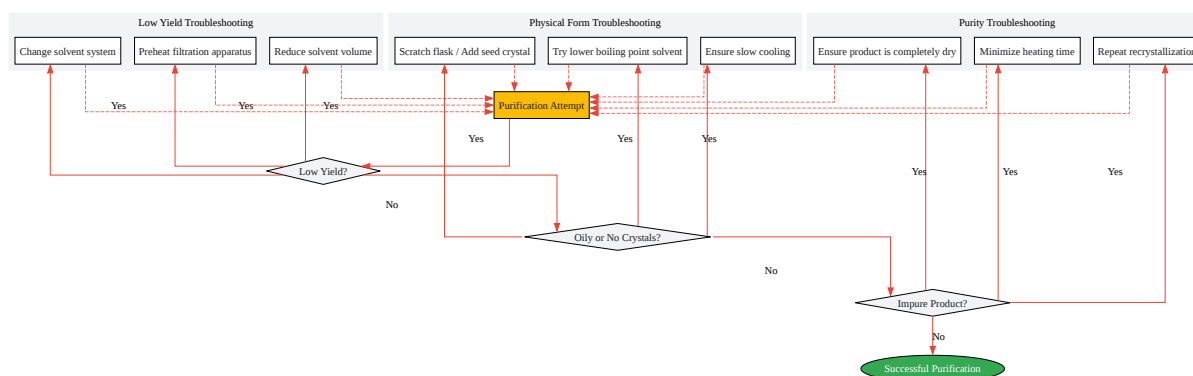 Low Yield Troubleshooting
Physical Form Troubleshooting
Purity Troubleshooting
Change solvent system
Preheat filtration apparatus
Reduce solvent volume
Scratch flask / Add seed crystal
Try lower boiling point solvent
Ensure slow cooling
Ensure product is completely dry
Minimize heating time
Repeat recrystallization
Yes
Yes
Yes
Purification Attempt
Yes
Yes
Yes
Low Yield?
Yes
Yes
Yes
No
Oily or No Crystals?
No
Impure Product?
No
Successful Purification